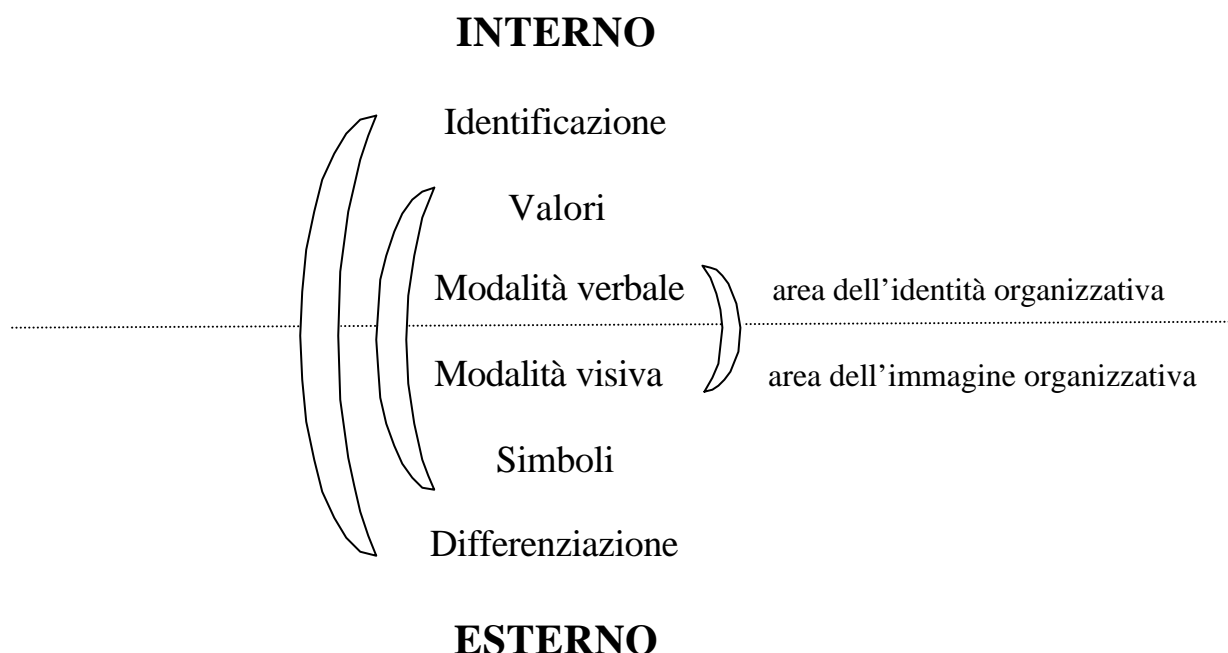 INTERNO
Identificazione
Valori
Modalità verbale area dell’identità organizzativa
Modalità visiva area dell’immagine organizzativa
Simboli
Differenziazione
ESTERNO